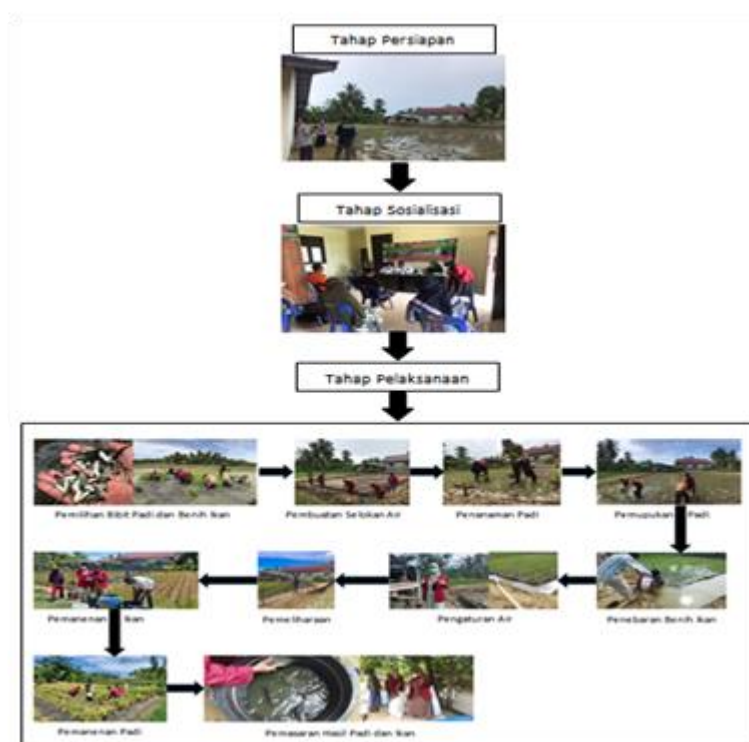 Tahap Persiapan
Tahap Sosialisasi
Tahap Pelaksanaan
Pemilihan Bibit Padi dan Benih Ikan
Pembuatan Selokan Air
Penanaman Padi
Pemupukan Padi
Pemanenan Ikan
Pemeliharaan
Pengaturan Air
Penebaran Benih Ikan
Pemanenan Padi
Pemasaran Hasil Padi dan Ikan